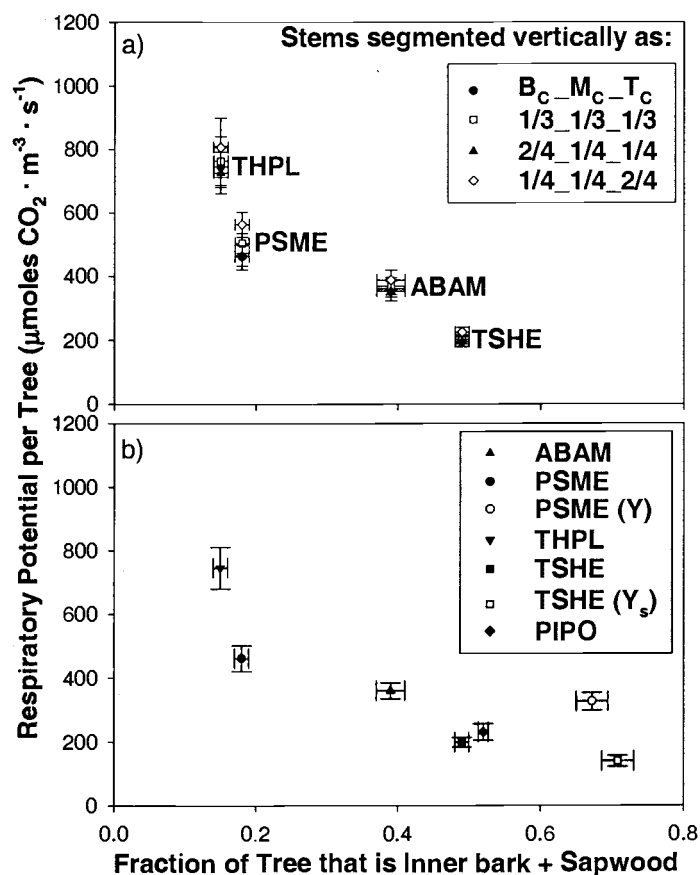 Respiratory Potential per Tree (μmoles CO₂ · m⁻³ · s⁻¹)
a)
Stems segmented vertically as:
B_C_M_C_T_C
1/3_1/3_1/3
2/4_1/4_1/4
1/4_1/4_2/4
1200
1000
800
600
400
200
0
THPL
PSME
ABAM
TSHE
b)
ABAM
PSME
PSME (Y)
THPL
TSHE
TSHE (Yₛ)
PIPO
1200
1000
800
600
400
200
0
0.0
0.2
0.4
0.6
0.8
Fraction of Tree that is Inner bark + Sapwood